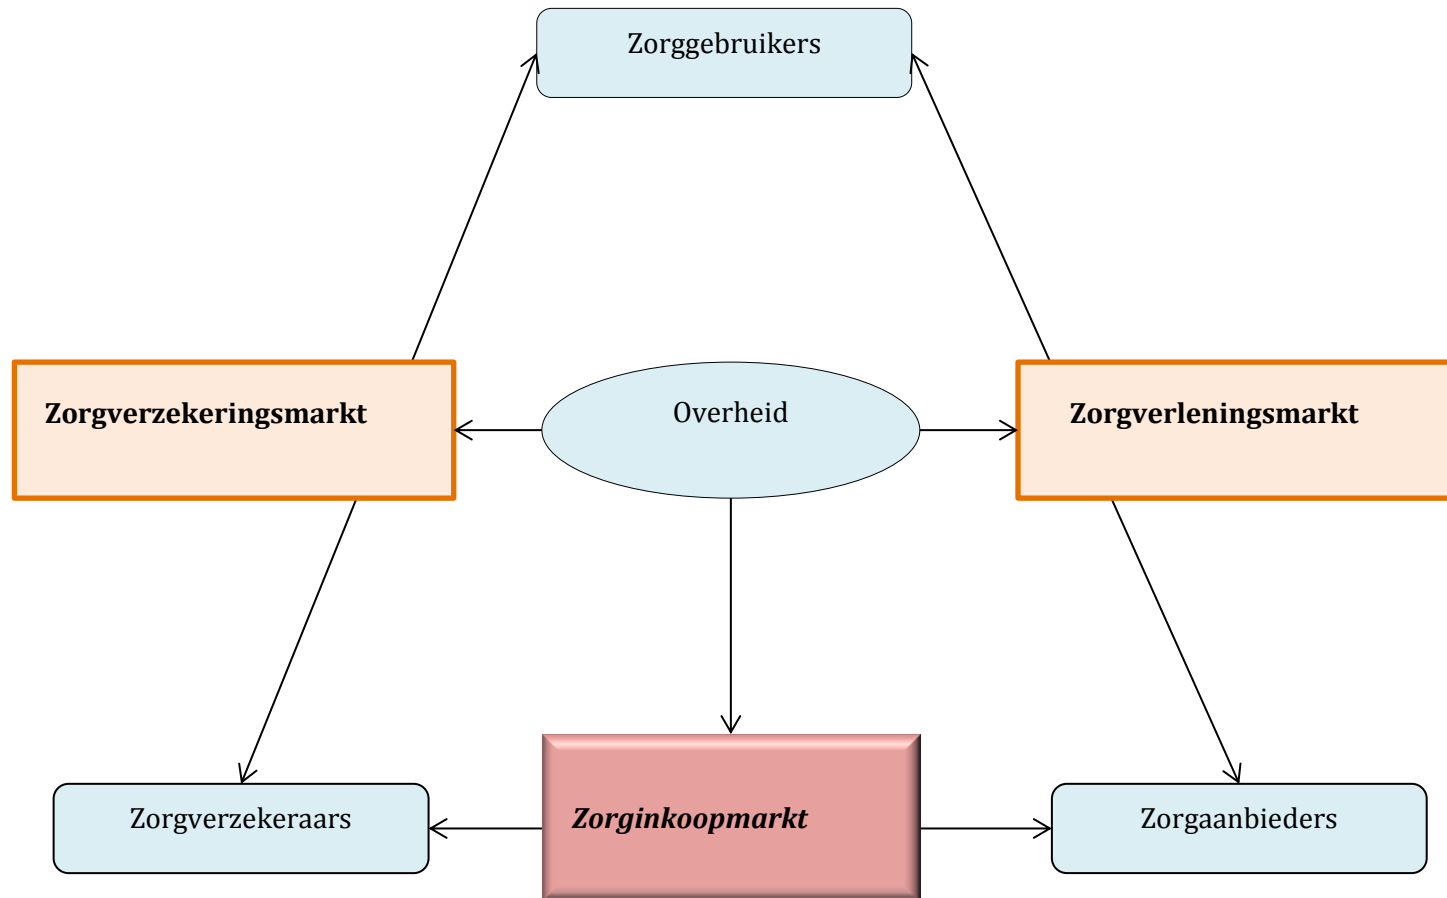 Zorggebruikers
Zorgverzekeringsmarkt
Overheid
Zorgverleningsmarkt
Zorgverzekeraars
Zorginkoopmarkt
Zorgaanbieders